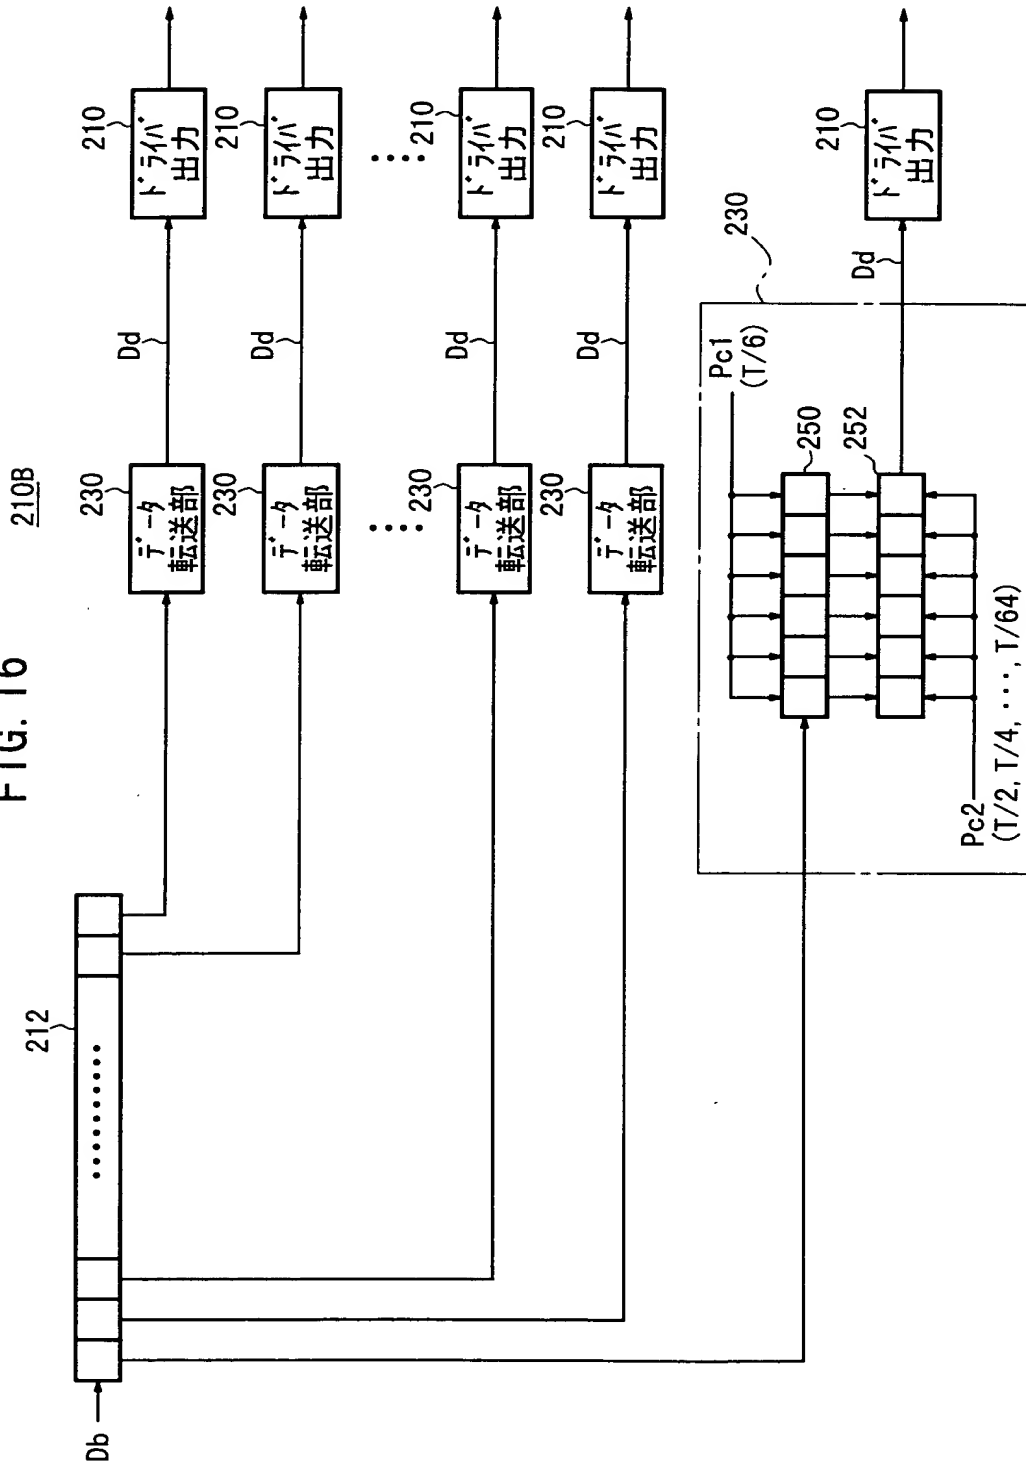 FIG. 16
210B
Db
212
データ
転送部
230
Dd
ドライバ
出力
210
データ
転送部
230
Dd
ドライバ
出力
210
データ
転送部
230
Dd
ドライバ
出力
210
データ
転送部
230
Dd
ドライバ
出力
210
230
Pc1
(T/6)
250
252
Pc2
(T/2, T/4, ･･･, T/64)
Dd
ドライバ
出力
210